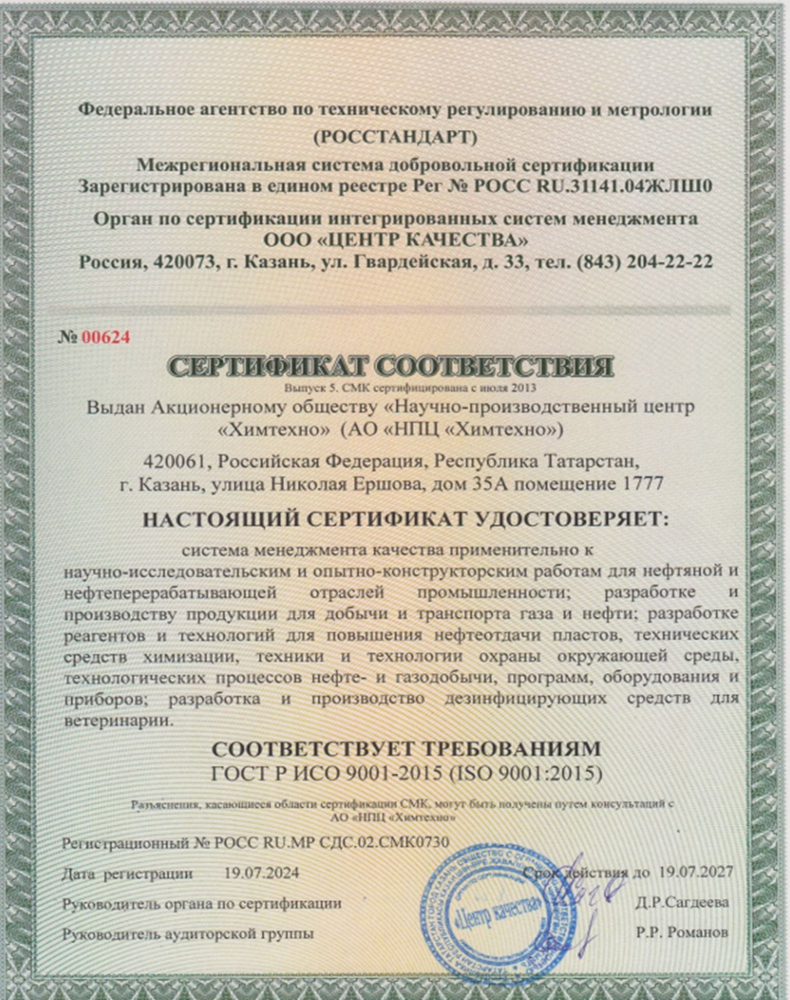 Федеральное агентство по техническому регулированию и метрологии
(РОССТАНДАРТ)
Межрегиональная система добровольной сертификации
Зарегистрирована в едином реестре Рег № РОСС RU.31141.04ЖЛШ0
Орган по сертификации интегрированных систем менеджмента
ООО «ЦЕНТР КАЧЕСТВА»
Россия, 420073, г. Казань, ул. Гвардейская, д. 33, тел. (843) 204-22-22
№ 00624
СЕРТИФИКАТ СООТВЕТСТВИЯ
Выпуск 5. СМК сертифицирована с июля 2013
Выдан Акционерному обществу «Научно-производственный центр
«Химтехно» (АО «НПЦ «Химтехно»)
420061, Российская Федерация, Республика Татарстан,
г. Казань, улица Николая Ершова, дом 35А помещение 1777
НАСТОЯЩИЙ СЕРТИФИКАТ УДОСТОВЕРЯЕТ:
система менеджмента качества применительно к
научно-исследовательским и опытно-конструкторским работам для нефтяной и
нефтеперерабатывающей отраслей промышленности; разработке и
производству продукции для добычи и транспорта газа и нефти; разработке
реагентов и технологий для повышения нефтеотдачи пластов, технических
средств химизации, техники и технологии охраны окружающей среды,
технологических процессов нефте- и газодобычи, программ, оборудования и
приборов; разработка и производство дезинфицирующих средств для
ветеринарии.
СООТВЕТСТВУЕТ ТРЕБОВАНИЯМ
ГОСТ Р ИСО 9001-2015 (ISO 9001:2015)
Разъяснения, касающиеся области сертификации СМК, могут быть получены путем консультаций с
АО «НПЦ «Химтехно»
Регистрационный № РОСС RU.МР СДС.02.СМК0730
Дата регистрации 19.07.2024 Срок действия до 19.07.2027
Руководитель органа по сертификации Д.Р.Сагдеева
Руководитель аудиторской группы Р.Р. Романов
«Центр качества»